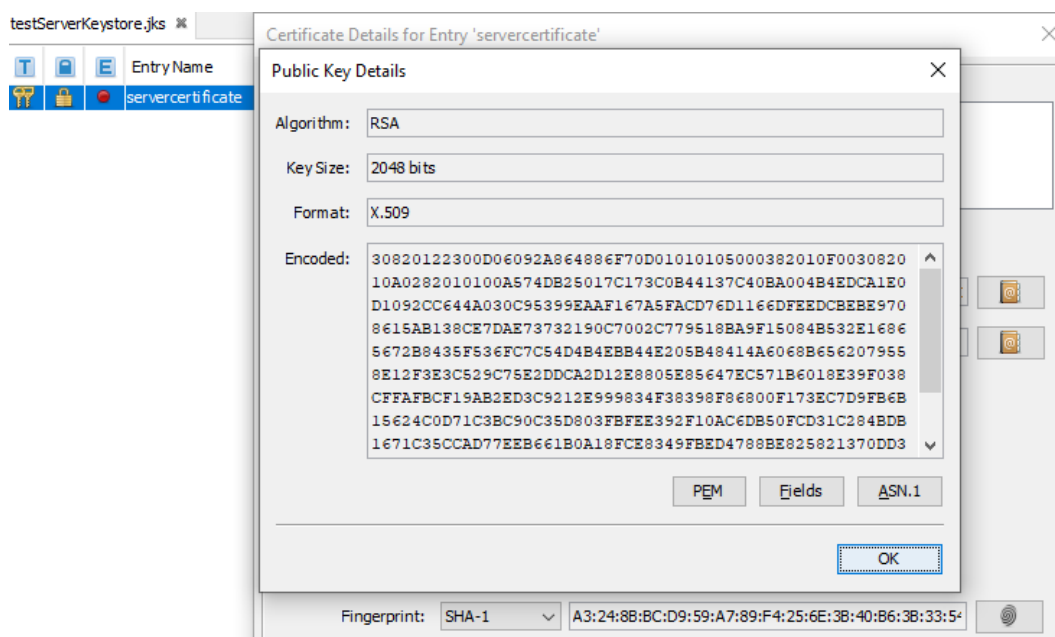 testServerKeystore.jks
Certificate Details for Entry 'servercertificate'
T E Entry Name
servercertificate
Public Key Details
Algorithm: RSA
Key Size: 2048 bits
Format: X.509
Encoded: 30820122300D06092A864886F70D01010105000382010F0030820
10A0282010100A574DB25017C173C0B44137C40BA004B4EDCA1E0
D1092CC644A030C95399EAAF167A5FACD76D1166DFEEDCBEBE970
8615AB138CE7DAE73732190C7002C779518BA9F15084B532E1686
5672B8435F536FC7C54D4B4EBB44E205B48414A6068B656207955
8E12F3E3C529C75E2DDCA2D12E8805E85647EC571B6018E39F038
CFFAFBCF19AB2ED3C9212E999834F38398F86800F173EC7D9FB6B
15624C0D71C3BC90C35D803FBFEE392F10AC6DB50FCD31C284BDB
1671C35CCAD77EEB661B0A18FCE8349FBED4788BE825821370DD3
PEM Fields ASN.1
OK
Fingerprint: SHA-1 A3:24:8B:BC:D9:59:A7:89:F4:25:6E:3B:40:B6:3B:33:54